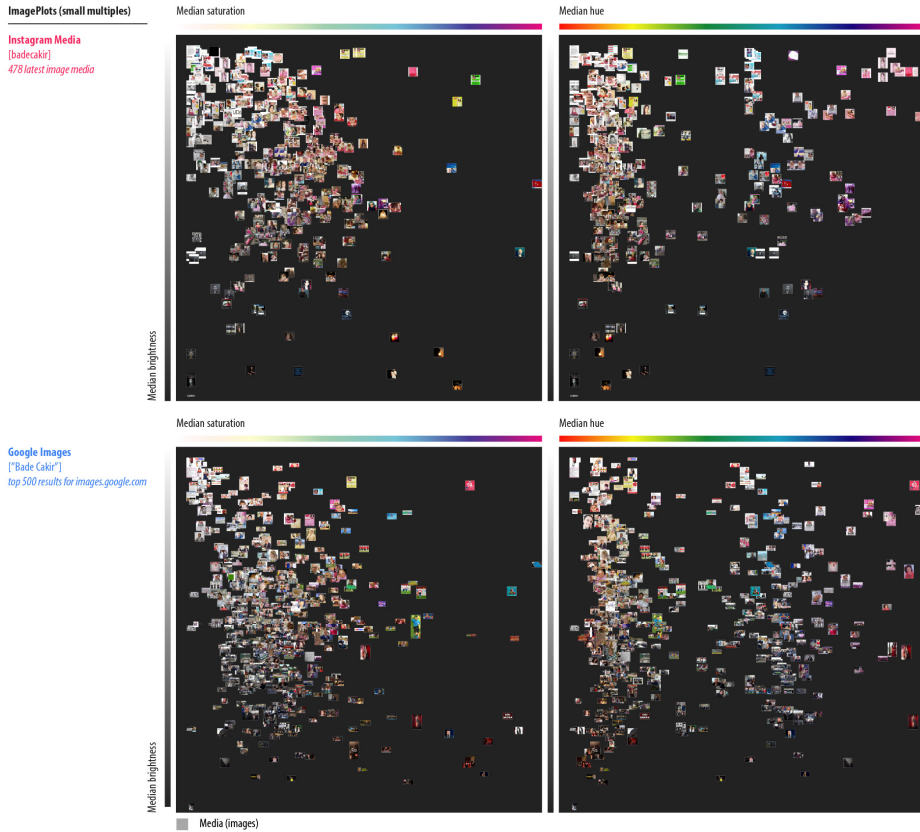 ImagePlots (small multiples)
Median saturation
Median hue
Instagram Media
[badecakir]
478 latest image media
Median brightness
Median saturation
Median hue
Google Images
["Bade Cakir"]
top 500 results for images.google.com
Median brightness
Media (images)